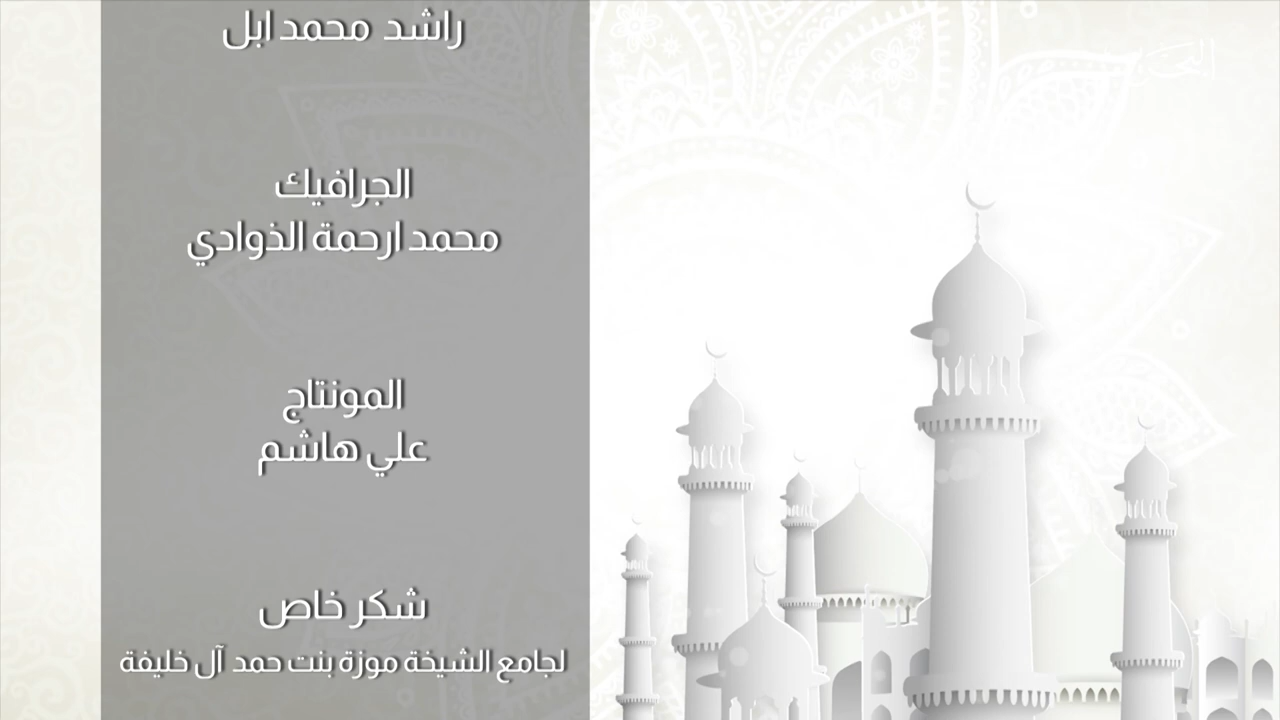 راشد محمد ابل
الجرافيك
محمد ارحمة الذوادي
المونتاج
علي هاشم
شكر خاص
لجامع الشيخة موزة بنت حمد آل خليفة